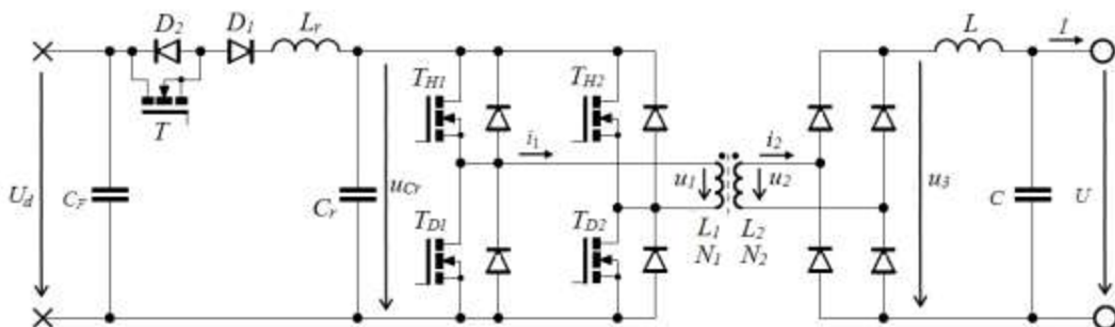 D2 D1 Lr L I
TH1 TH2
T
i1 i2
Ud CF Cr uCr u1 u2 u3 C U
TD1 TD2
L1 L2
N1 N2